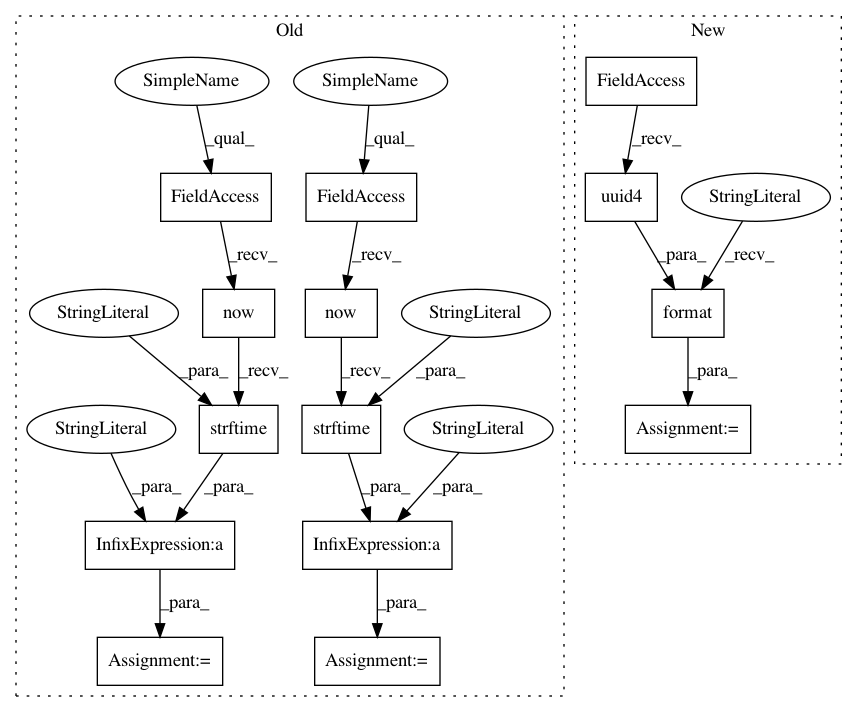 Old
New
SimpleName
SimpleName
FieldAccess
_qual_
_qual_
_recv_
FieldAccess
FieldAccess
uuid4
StringLiteral
_recv_
_recv_
_para_
_recv_
StringLiteral
now
now
StringLiteral
format
_para_
_recv_
_recv_
_para_
_para_
StringLiteral
strftime
strftime
StringLiteral
Assignment:=
_para_
_para_
_para_
_para_
InfixExpression:a
InfixExpression:a
_para_
_para_
Assignment:=
Assignment:=